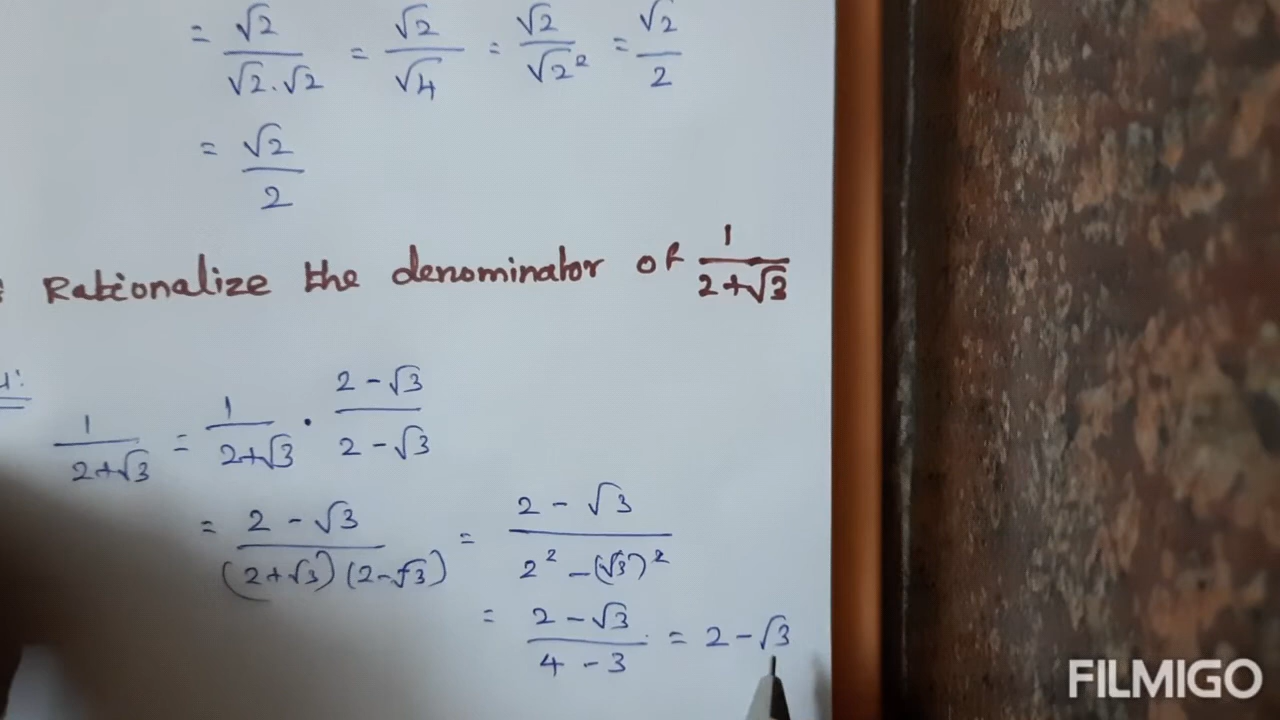 = √2/√2.√2 = √2/√4 = √2/√2² = √2/2
= √2/2
: Rationalize the denominator of 1/2+√3
1/2+√3 = 1/2+√3 · 2-√3/2-√3
= 2-√3/(2+√3)(2-√3) = 2-√3/2²-(√3)²
= 2-√3/4-3 = 2-√3
FILMIGO